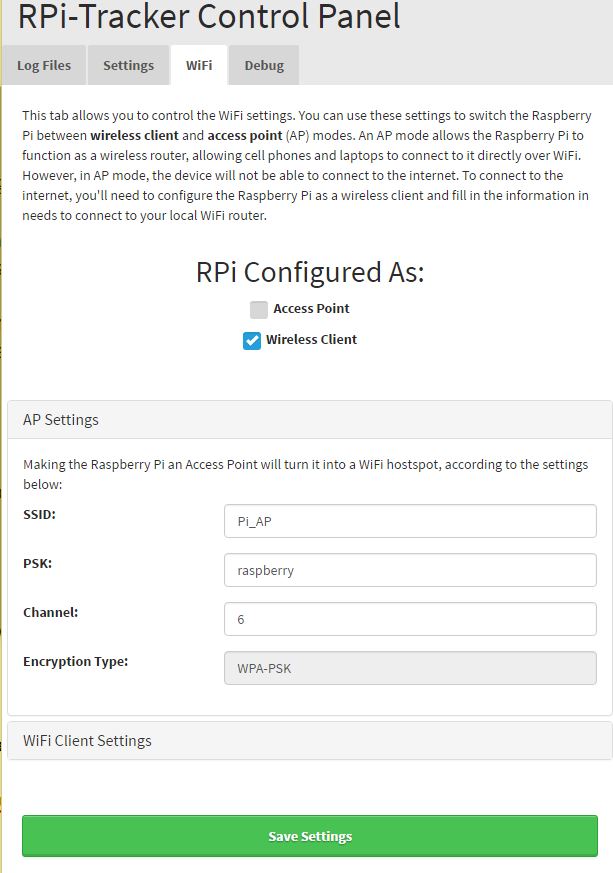 RPi-Tracker Control Panel
Log Files Settings WiFi Debug
This tab allows you to control the WiFi settings. You can use these settings to switch the Raspberry
Pi between wireless client and access point (AP) modes. An AP mode allows the Raspberry Pi to
function as a wireless router, allowing cell phones and laptops to connect to it directly over WiFi.
However, in AP mode, the device will not be able to connect to the internet. To connect to the
internet, you'll need to configure the Raspberry Pi as a wireless client and fill in the information in
needs to connect to your local WiFi router.
RPi Configured As:
Access Point
Wireless Client
AP Settings
Making the Raspberry Pi an Access Point will turn it into a WiFi hostspot, according to the settings
below:
SSID: Pi_AP
PSK: raspberry
Channel: 6
Encryption Type: WPA-PSK
WiFi Client Settings
Save Settings